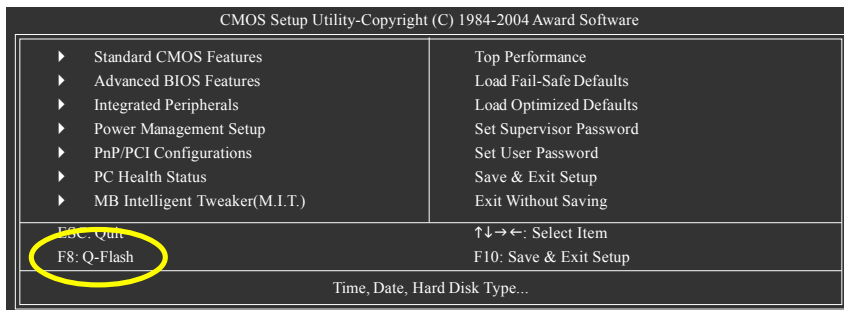 CMOS Setup Utility-Copyright (C) 1984-2004 Award Software
Standard CMOS Features
Advanced BIOS Features
Integrated Peripherals
Power Management Setup
PnP/PCI Configurations
PC Health Status
MB Intelligent Tweaker(M.I.T.)
Top Performance
Load Fail-Safe Defaults
Load Optimized Defaults
Set Supervisor Password
Set User Password
Save & Exit Setup
Exit Without Saving
ESC: Quit
F8: Q-Flash
↑↓→←: Select Item
F10: Save & Exit Setup
Time, Date, Hard Disk Type...